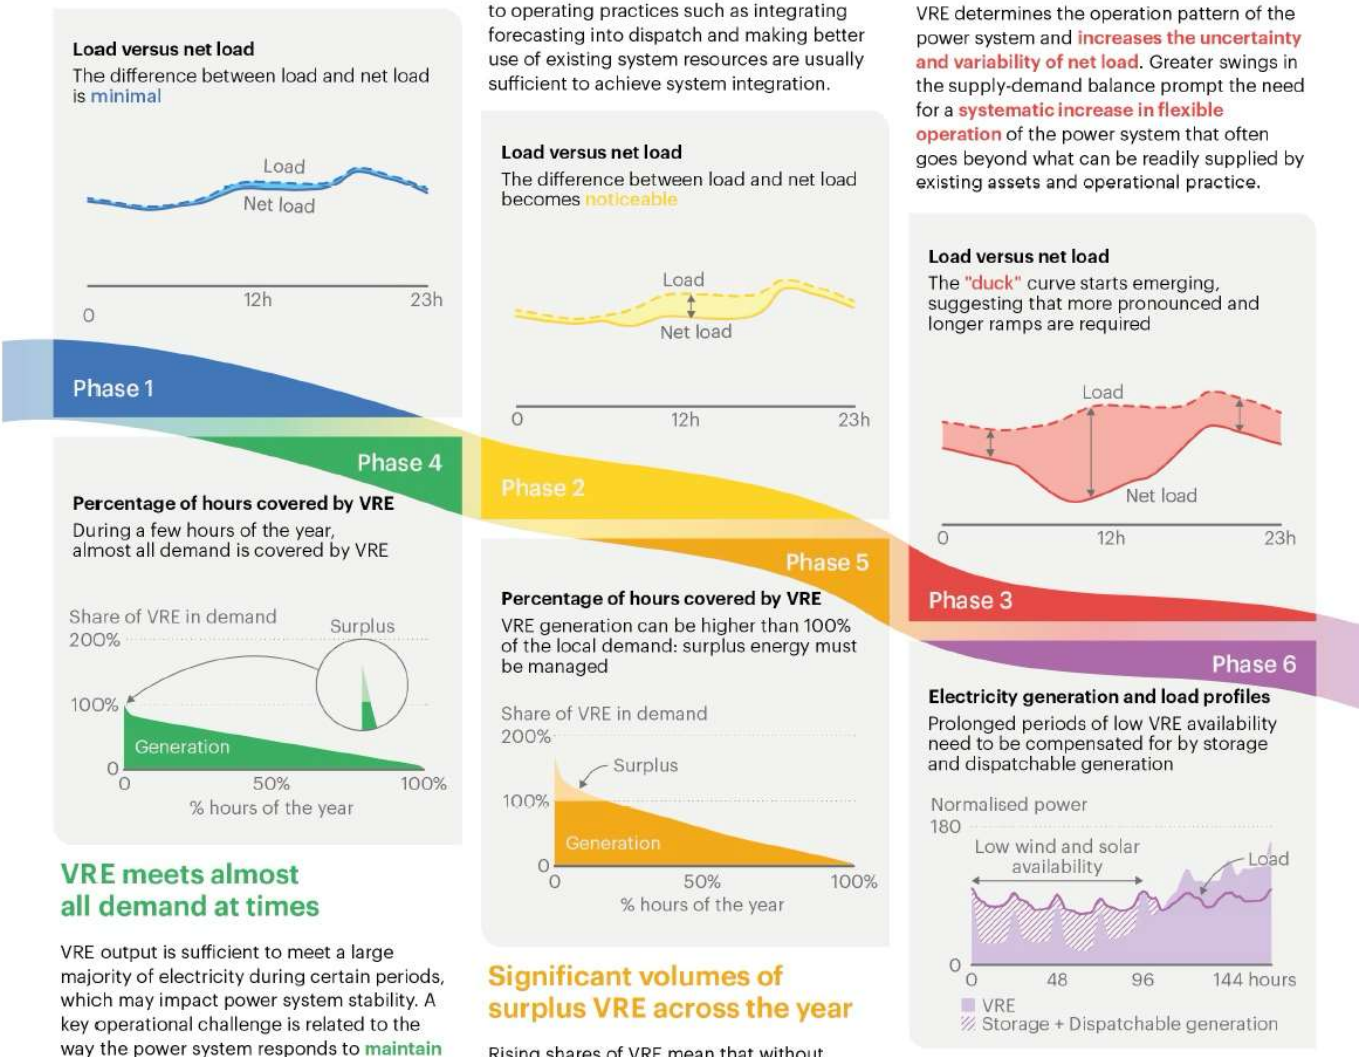 Load versus net load
The difference between load and net load
is minimal
Load
Net load
0
12h
23h
Phase 1
to operating practices such as integrating
forecasting into dispatch and making better
use of existing system resources are usually
sufficient to achieve system integration.
Load versus net load
The difference between load and net load
becomes noticeable
Load
Net load
0
12h
23h
Phase 2
VRE determines the operation pattern of the
power system and increases the uncertainty
and variability of net load. Greater swings in
the supply-demand balance prompt the need
for a systematic increase in flexible
operation of the power system that often
goes beyond what can be readily supplied by
existing assets and operational practice.
Load versus net load
The "duck" curve starts emerging,
suggesting that more pronounced and
longer ramps are required
Load
Net load
0
12h
23h
Phase 3
Phase 4
Percentage of hours covered by VRE
During a few hours of the year,
almost all demand is covered by VRE
Share of VRE in demand
Surplus
200%
100%
Generation
0
0
50%
100%
% hours of the year
VRE meets almost
all demand at times
VRE output is sufficient to meet a large
majority of electricity during certain periods,
which may impact power system stability. A
key operational challenge is related to the
way the power system responds to maintain
Phase 5
Percentage of hours covered by VRE
VRE generation can be higher than 100%
of the local demand: surplus energy must
be managed
Share of VRE in demand
200%
Surplus
100%
Generation
0
0
50%
100%
% hours of the year
Significant volumes of
surplus VRE across the year
Rising shares of VRE mean that without
Phase 6
Electricity generation and load profiles
Prolonged periods of low VRE availability
need to be compensated for by storage
and dispatchable generation
Normalised power
180
Low wind and solar
availability
Load
0
0
48
96
144 hours
VRE
Storage + Dispatchable generation